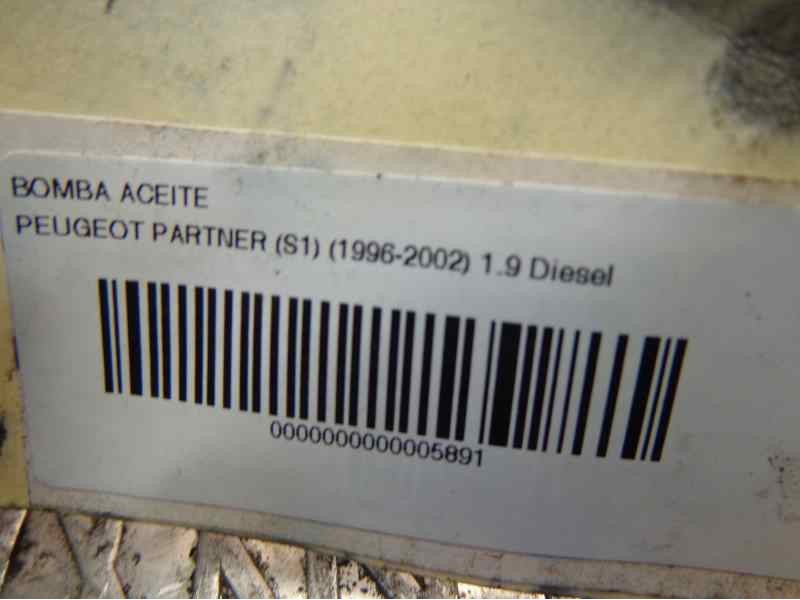 BOMBA ACEITE
PEUGEOT PARTNER (S1) (1996-2002) 1.9 Diesel
0000000000005891